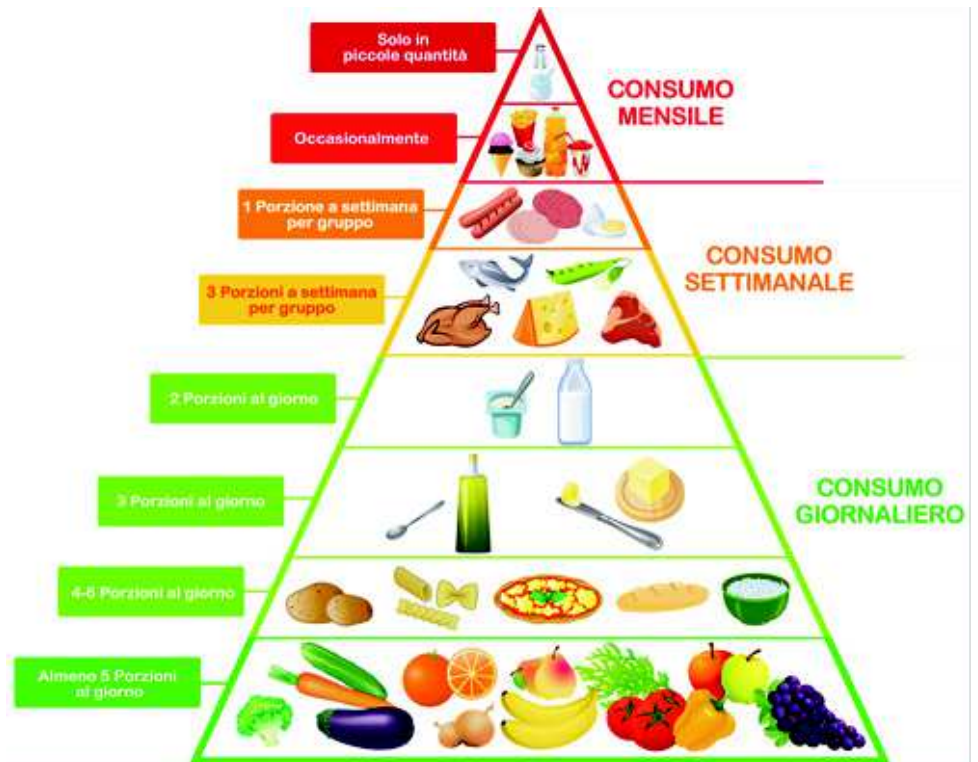 Solo in
piccole quantità
CONSUMO
MENSILE
Occasionalmente
1 Porzione a settimana
per gruppo
CONSUMO
SETTIMANALE
3 Porzioni a settimana
per gruppo
2 Porzioni al giorno
3 Porzioni al giorno
CONSUMO
GIORNALIERO
4-6 Porzioni al giorno
Almeno 5 Porzioni
al giorno